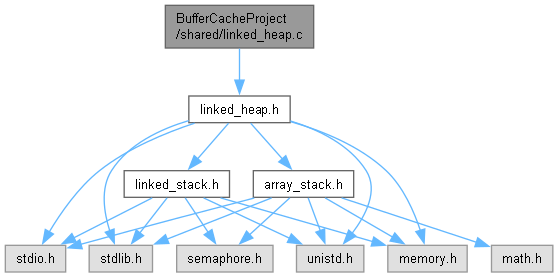 BufferCacheProject
/shared/linked_heap.c
linked_heap.h
linked_stack.h
array_stack.h
stdio.h
stdlib.h
semaphore.h
unistd.h
memory.h
math.h